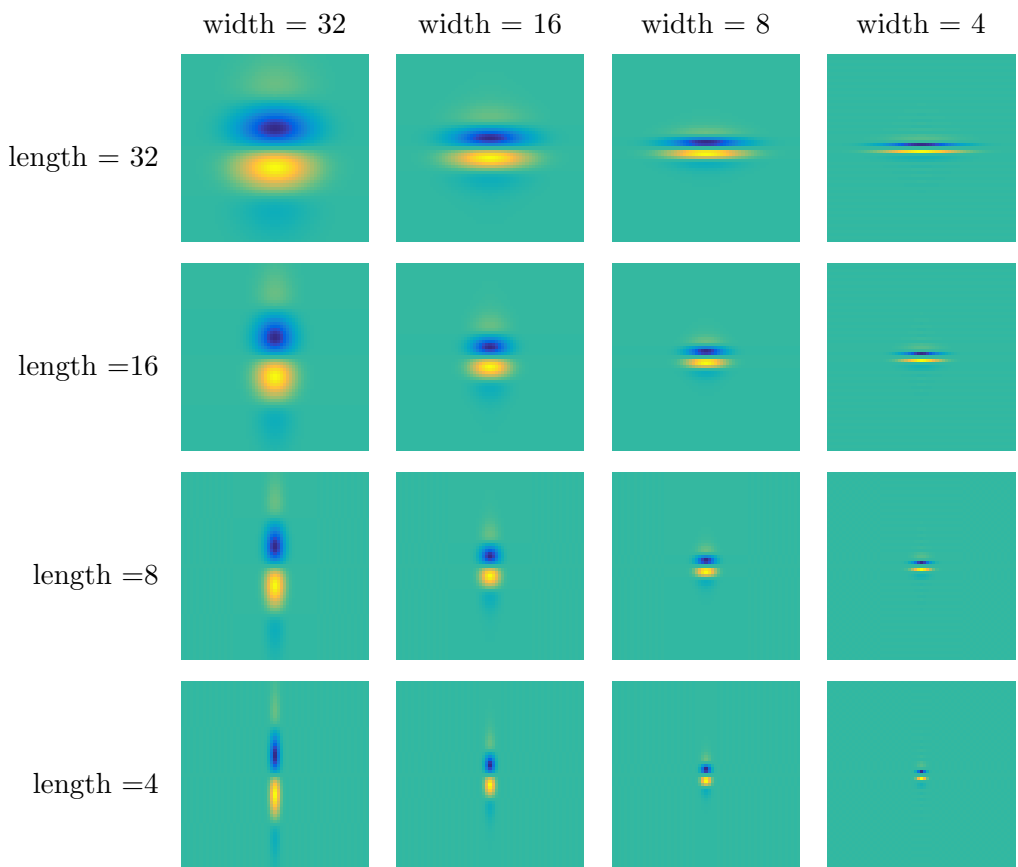 width = 32 width = 16 width = 8 width = 4
length = 32
length =16
length =8
length =4